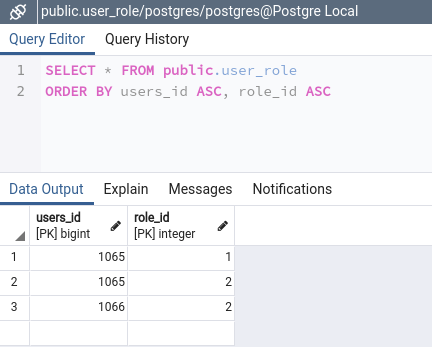 public.user_role/postgres/postgres@Postgre Local
Query Editor Query History
1 SELECT * FROM public.user_role
2 ORDER BY users_id ASC, role_id ASC
Data Output Explain Messages Notifications
users_id role_id
[PK] bigint [PK] integer
1 1065 1
2 1065 2
3 1066 2